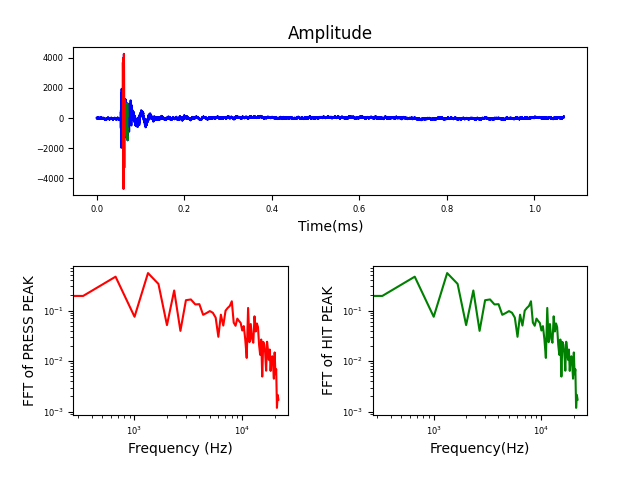 Amplitude
4000
2000
0
−2000
−4000
0.0 0.2 0.4 0.6 0.8 1.0
Time(ms)
FFT of PRESS PEAK
10⁻¹
10⁻²
10⁻³
10³ 10⁴
Frequency (Hz)
FFT of HIT PEAK
10⁻¹
10⁻²
10⁻³
10³ 10⁴
Frequency(Hz)